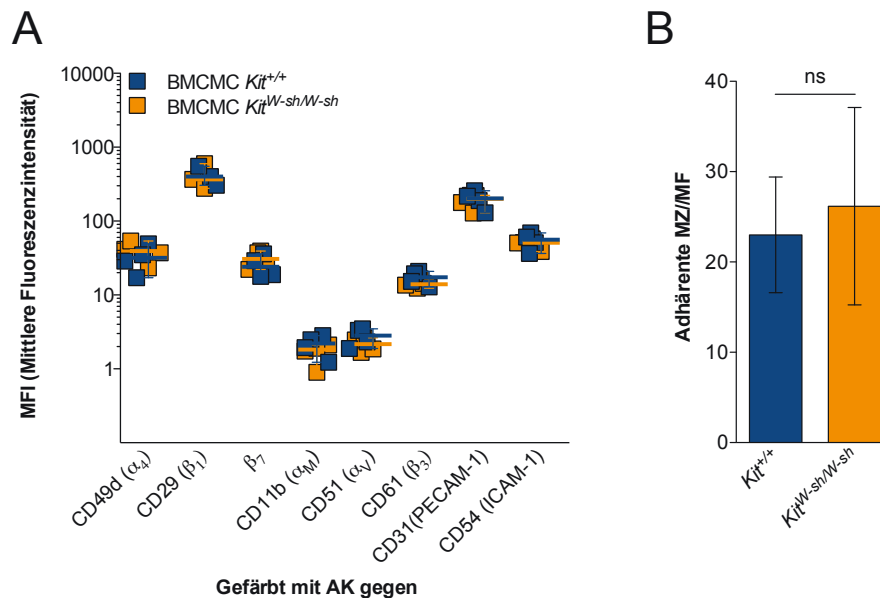 A
BMCMC Kit+/+
BMCMC KitW-sh/W-sh
MFI (Mittlere Fluoreszenzintensität)
10000
1000
100
10
1
CD49d (α4)
CD29 (β1)
β7
CD11b (αM)
CD51 (αV)
CD61 (β3)
CD31(PECAM-1)
CD54 (ICAM-1)
Gefärbt mit AK gegen
B
ns
Adhärente MZ//MF
40
30
20
10
0
Kit+/+
KitW-sh/W-sh